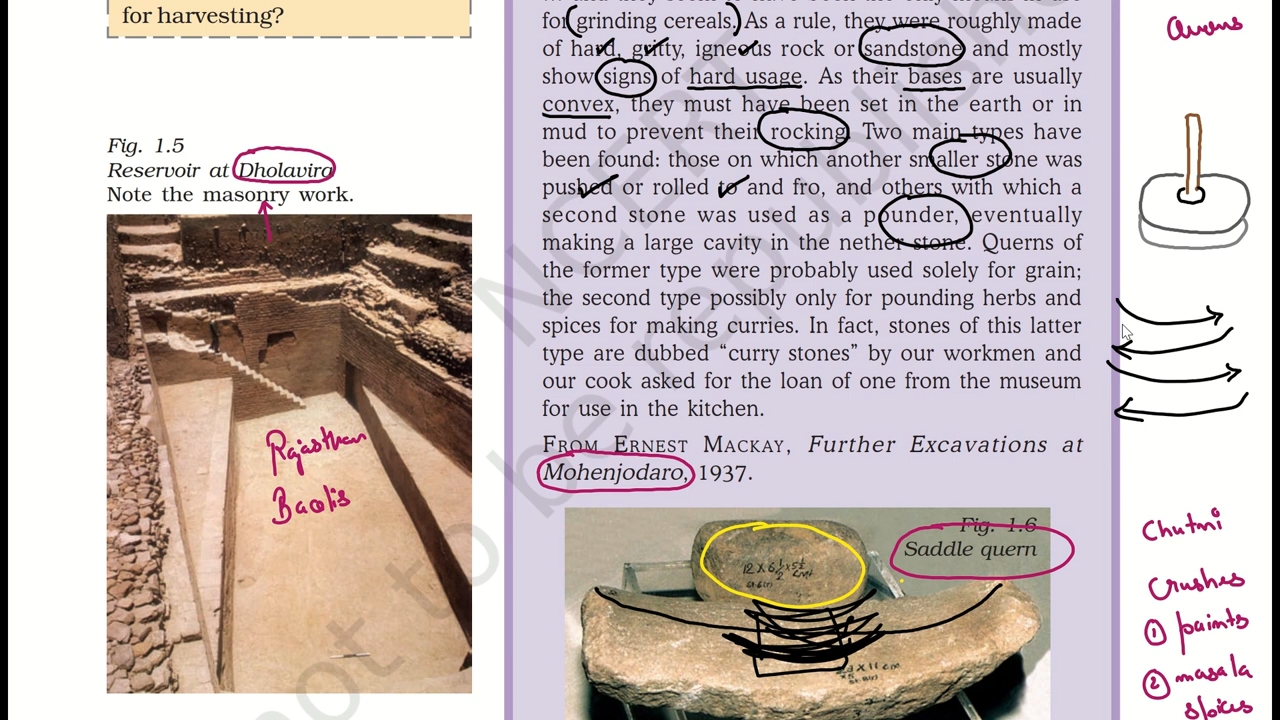 for harvesting?
Fig. 1.5
Reservoir at Dholavira
Note the masonry work.
Rajasthan
Baolis
for grinding cereals. As a rule, they were roughly made
of hard, gritty, igneous rock or sandstone and mostly
show signs of hard usage. As their bases are usually
convex, they must have been set in the earth or in
mud to prevent their rocking. Two main types have
been found: those on which another smaller stone was
pushed or rolled to and fro, and others with which a
second stone was used as a pounder, eventually
making a large cavity in the nether stone. Querns of
the former type were probably used solely for grain;
the second type possibly only for pounding herbs and
spices for making curries. In fact, stones of this latter
type are dubbed “curry stones” by our workmen and
our cook asked for the loan of one from the museum
for use in the kitchen.
FROM ERNEST MACKAY, Further Excavations at
Mohenjodaro, 1937.
Fig. 1.6
Saddle quern
Querns
Chutni
Crushes
① paints
② masala
spices
NCERT
not to be republish